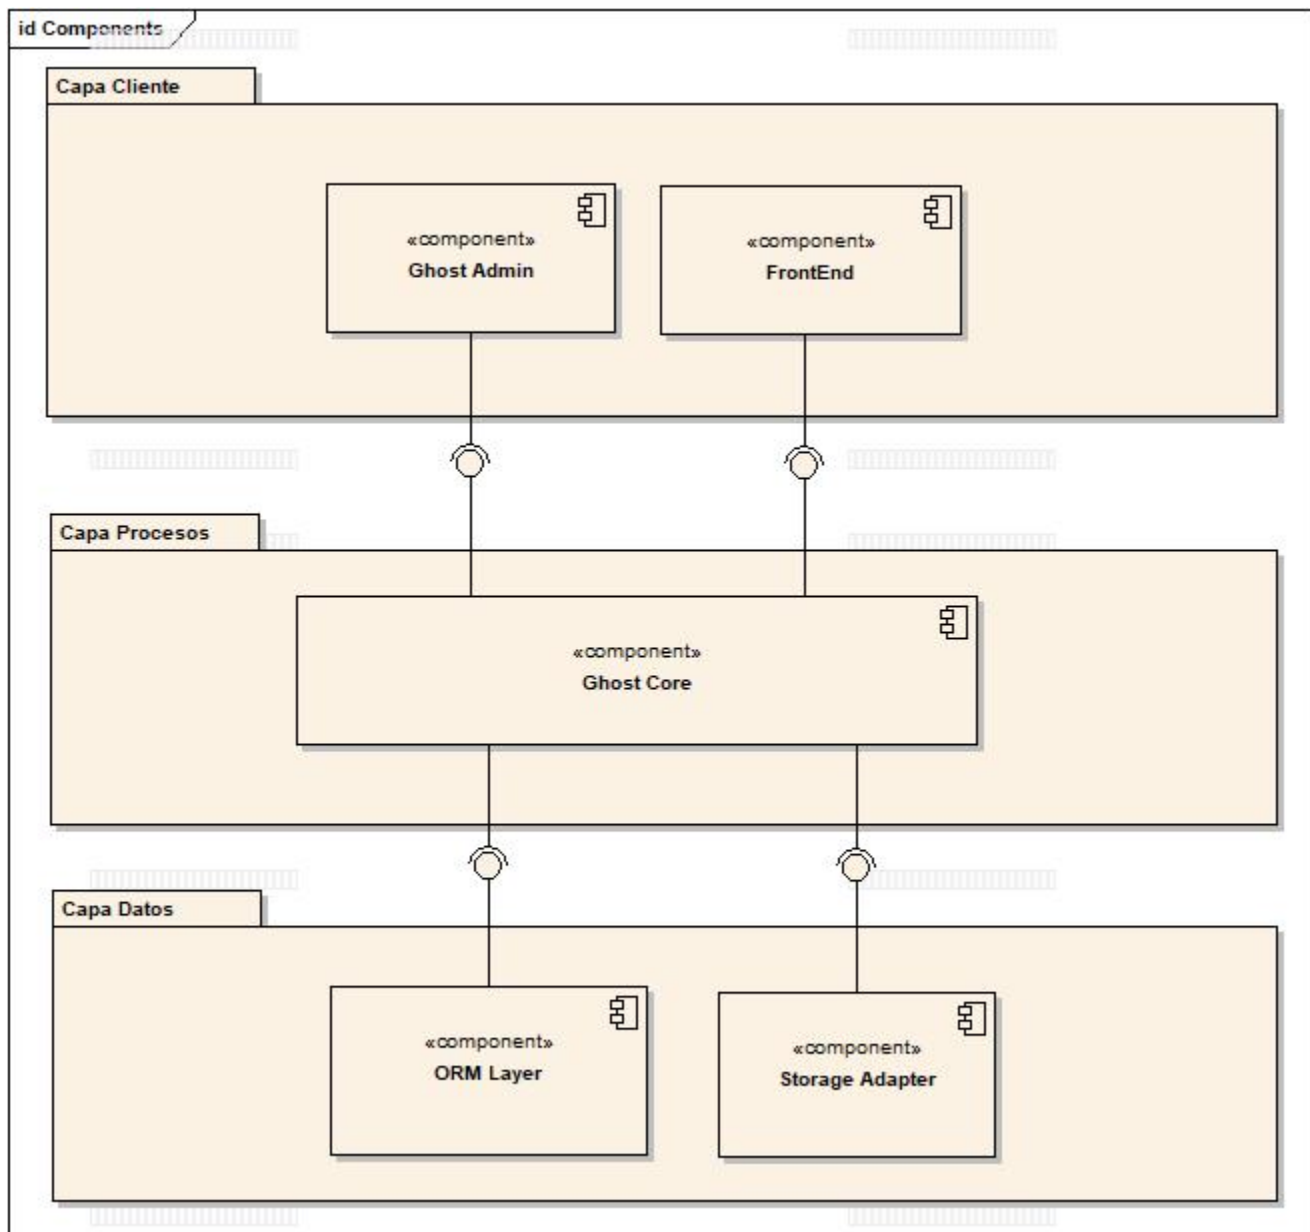 id Components
Capa Cliente
«component»
Ghost Admin
«component»
FrontEnd
Capa Procesos
«component»
Ghost Core
Capa Datos
«component»
ORM Layer
«component»
Storage Adapter